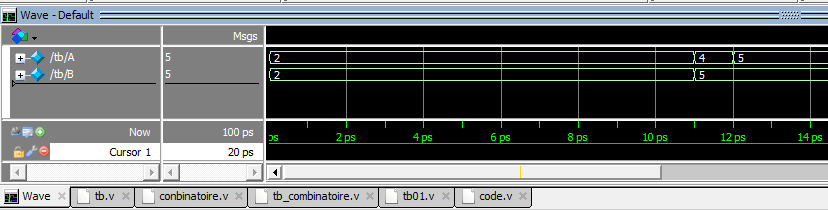 Wave - Default
Msgs
/tb/A 5 2 4 5
/tb/B 5 2 5
Now 100 ps ps 2 ps 4 ps 6 ps 8 ps 10 ps 12 ps 14 ps
Cursor 1 20 ps
Wave tb.v conbinatoire.v tb_combinatoire.v tb01.v code.v